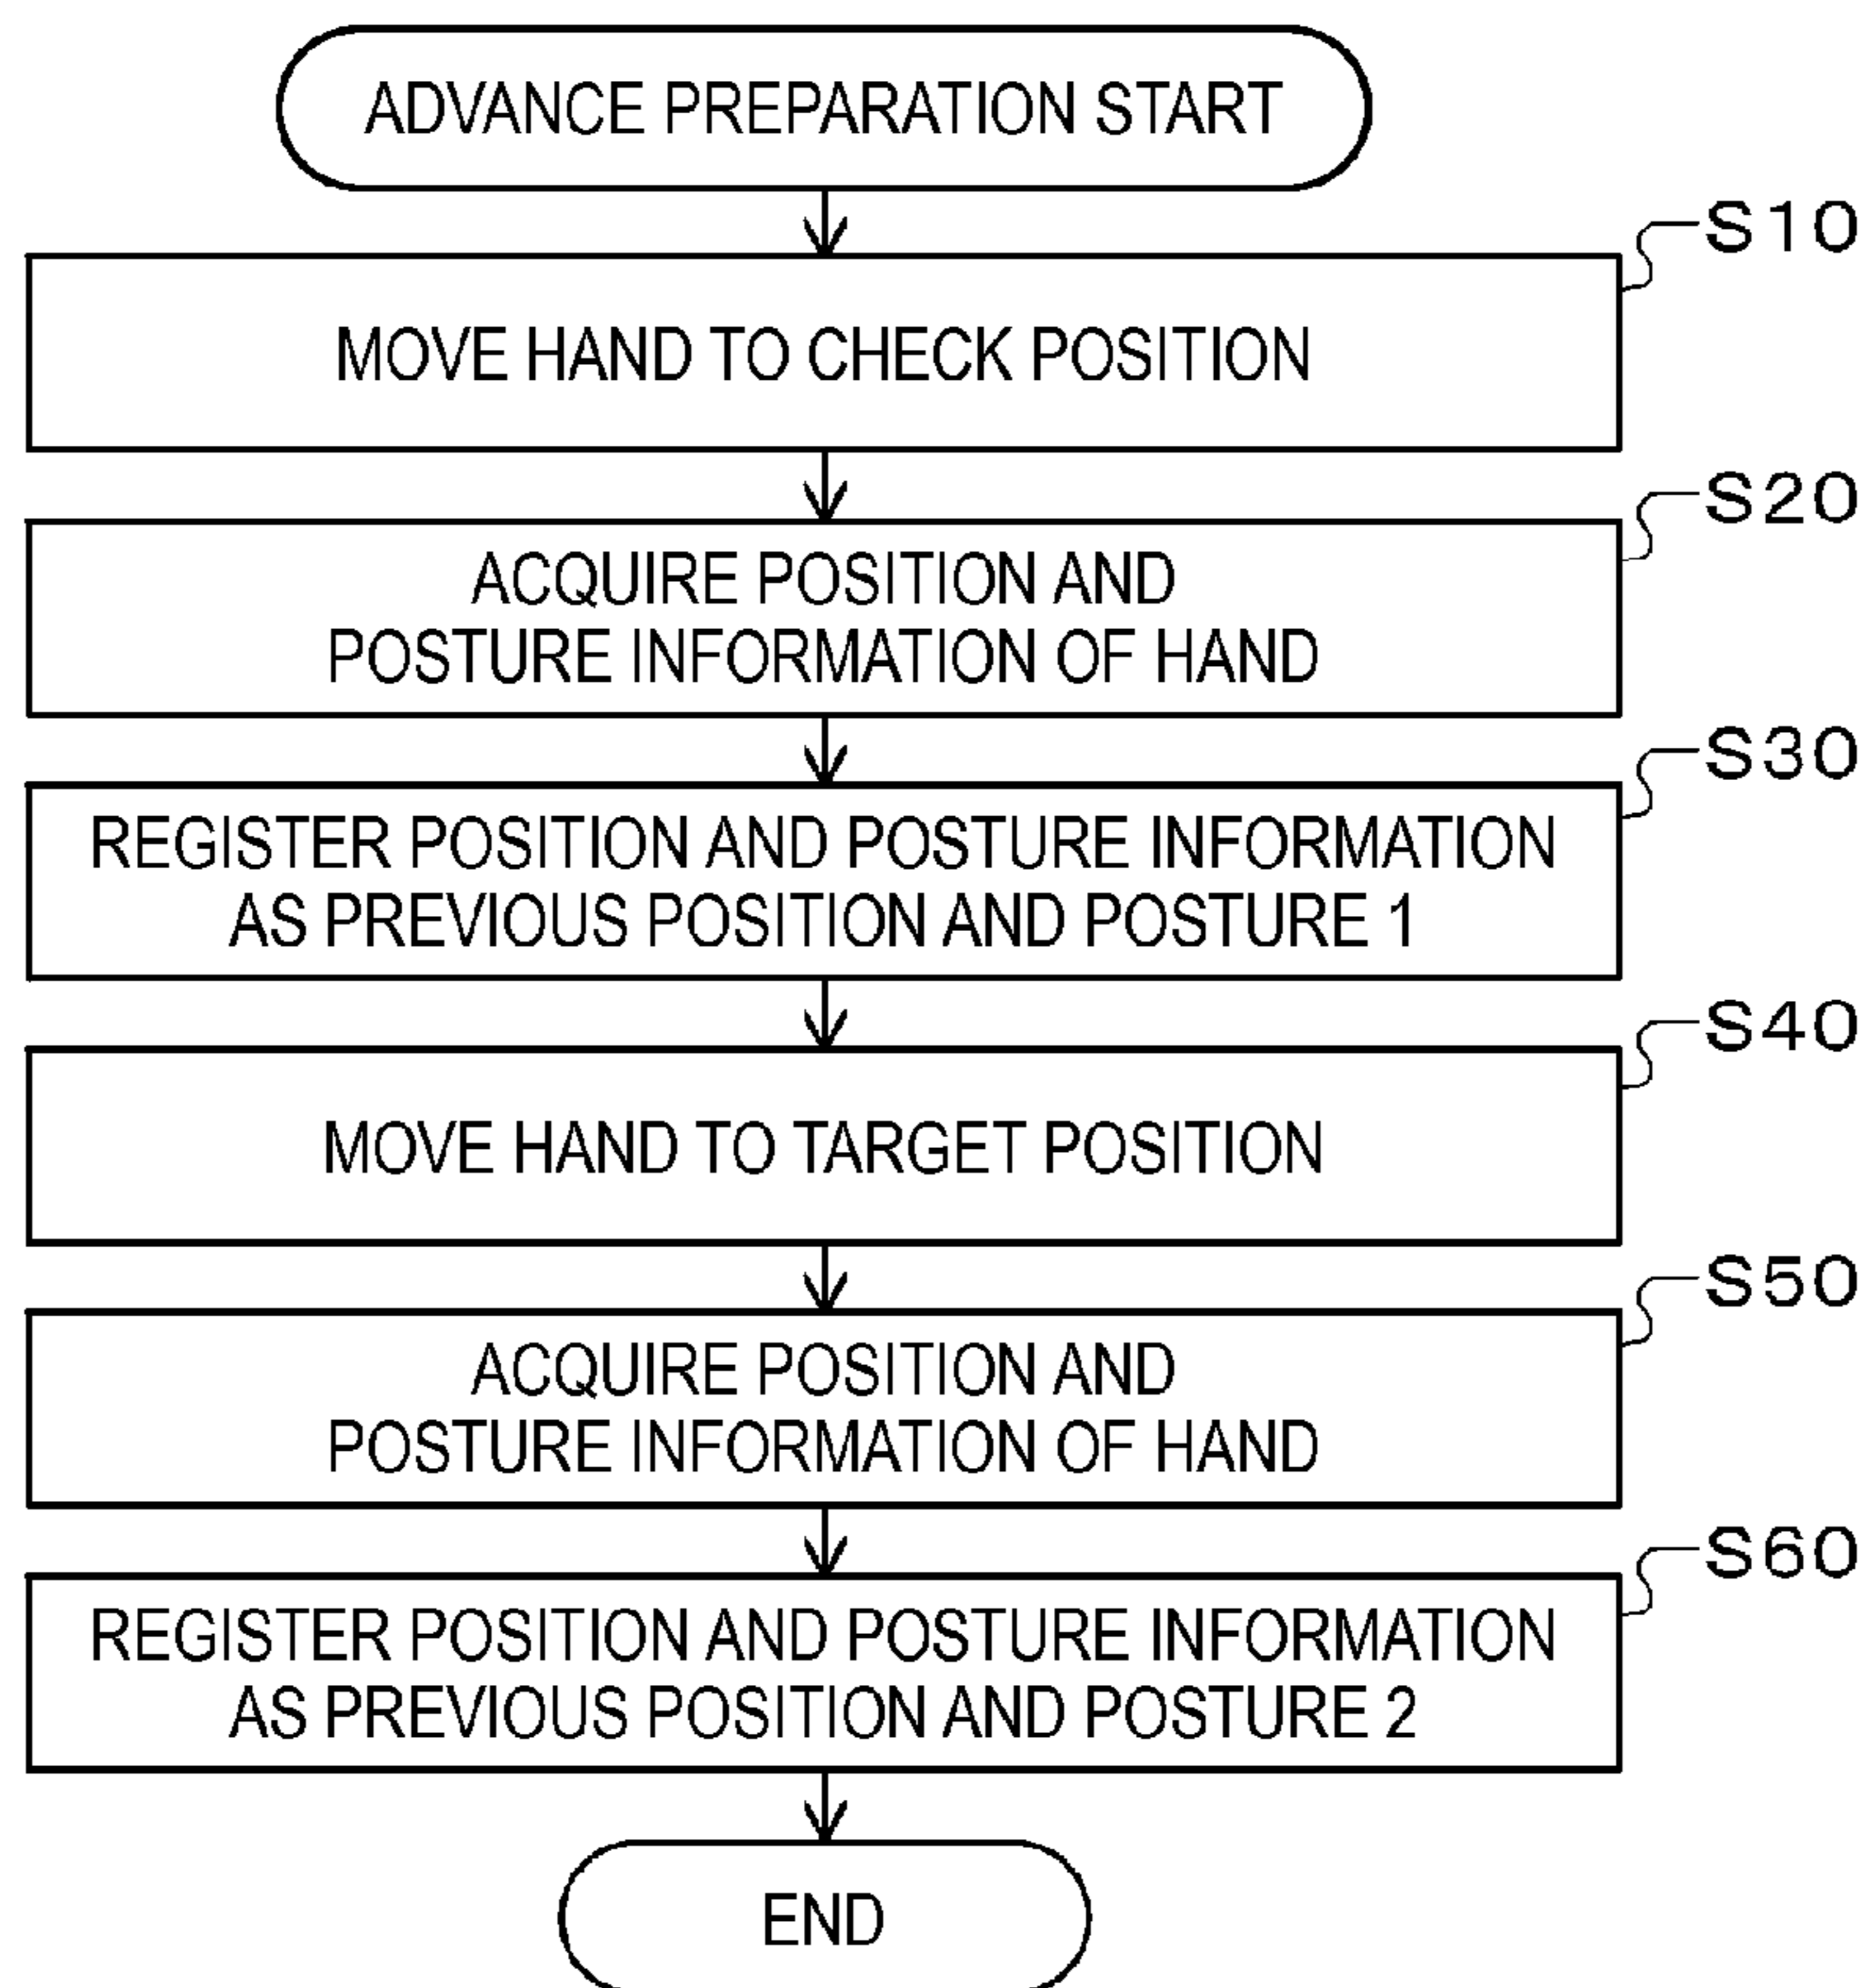 ADVANCE PREPARATION START
S10
MOVE HAND TO CHECK POSITION
S20
ACQUIRE POSITION AND
POSTURE INFORMATION OF HAND
S30
REGISTER POSITION AND POSTURE INFORMATION
AS PREVIOUS POSITION AND POSTURE 1
S40
MOVE HAND TO TARGET POSITION
S50
ACQUIRE POSITION AND
POSTURE INFORMATION OF HAND
S60
REGISTER POSITION AND POSTURE INFORMATION
AS PREVIOUS POSITION AND POSTURE 2
END